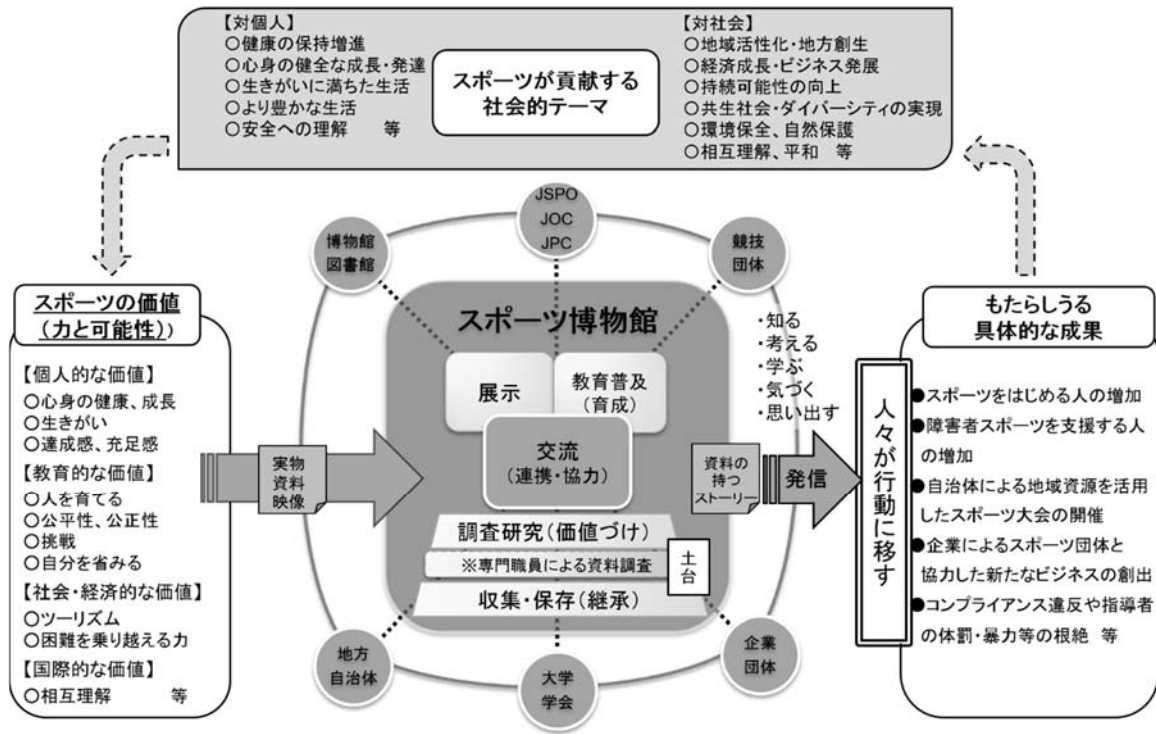 【対個人】
○健康の保持増進
○心身の健全な成長・発達
○生きがいに満ちた生活
○より豊かな生活
○安全への理解　等
スポーツが貢献する
社会的テーマ
【対社会】
○地域活性化・地方創生
○経済成長・ビジネス発展
○持続可能性の向上
○共生社会・ダイバーシティの実現
○環境保全、自然保護
○相互理解、平和　等
スポーツの価値
（力と可能性））
【個人的な価値】
○心身の健康、成長
○生きがい
○達成感、充足感
【教育的な価値】
○人を育てる
○公平性、公正性
○挑戦
○自分を省みる
【社会・経済的な価値】
○ツーリズム
○困難を乗り越える力
【国際的な価値】
○相互理解　等
実物
資料
映像
博物館
図書館
JSPO
JOC
JPC
競技
団体
スポーツ博物館
展示
教育普及
（育成）
交流
（連携・協力）
調査研究（価値づけ）
※専門職員による資料調査
収集・保存（継承）
土台
地方
自治体
大学
学会
企業
団体
・知る
・考える
・学ぶ
・気づく
・思い出す
資料の
持つ
ストーリー
発信
人々が行動に移す
もたらしうる
具体的な成果
●スポーツをはじめる人の増加
●障害者スポーツを支援する人
の増加
●自治体による地域資源を活用
したスポーツ大会の開催
●企業によるスポーツ団体と
協力した新たなビジネスの創出
●コンプライアンス違反や指導者
の体罰・暴力等の根絶　等